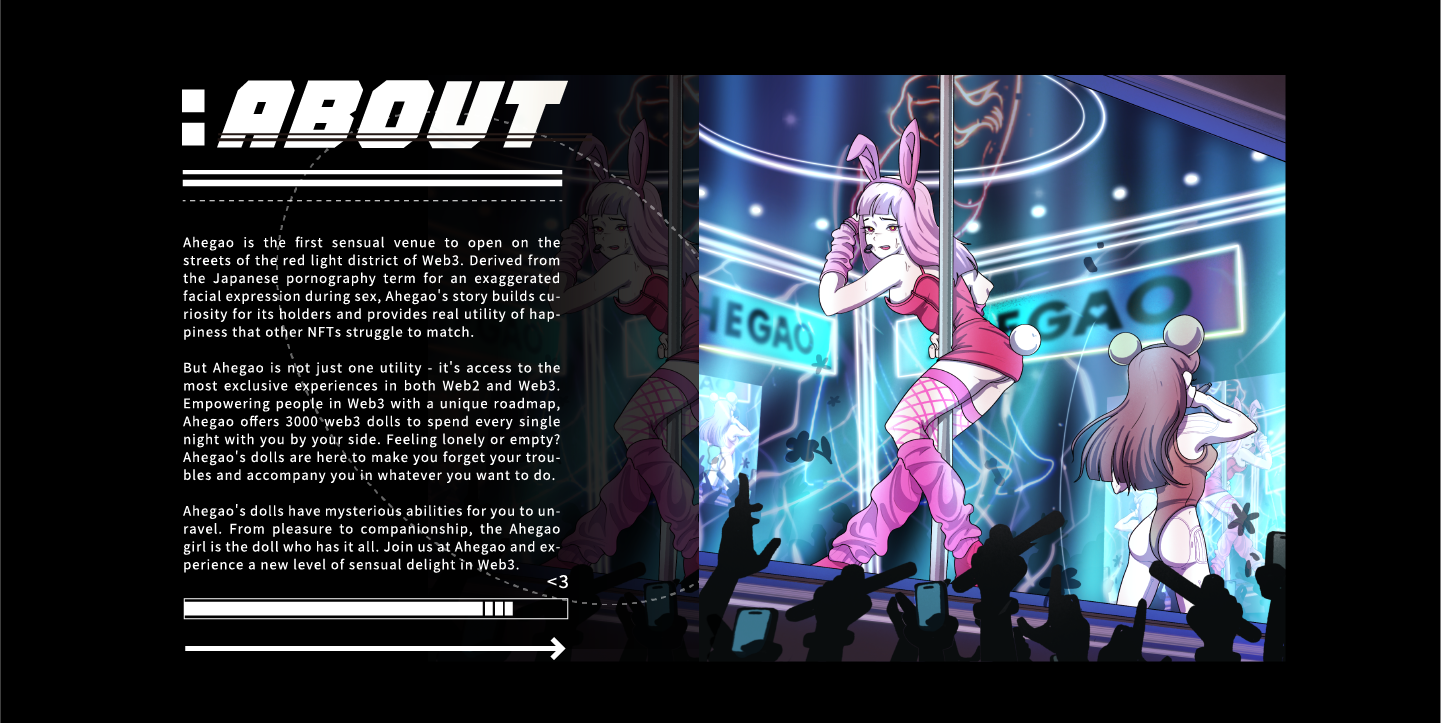 :ABOUT
Ahegao is the first sensual venue to open on the
streets of the red light district of Web3. Derived from
the Japanese pornography term for an exaggerated
facial expression during sex, Ahegao's story builds cu-
riosity for its holders and provides real utility of hap-
piness that other NFTs struggle to match.
But Ahegao is not just one utility - it's access to the
most exclusive experiences in both Web2 and Web3.
Empowering people in Web3 with a unique roadmap,
Ahegao offers 3000 web3 dolls to spend every single
night with you by your side. Feeling lonely or empty?
Ahegao's dolls are here to make you forget your trou-
bles and accompany you in whatever you want to do.
Ahegao's dolls have mysterious abilities for you to un-
ravel. From pleasure to companionship, the Ahegao
girl is the doll who has it all. Join us at Ahegao and ex-
perience a new level of sensual delight in Web3.
<3
HEGAO
EGAO